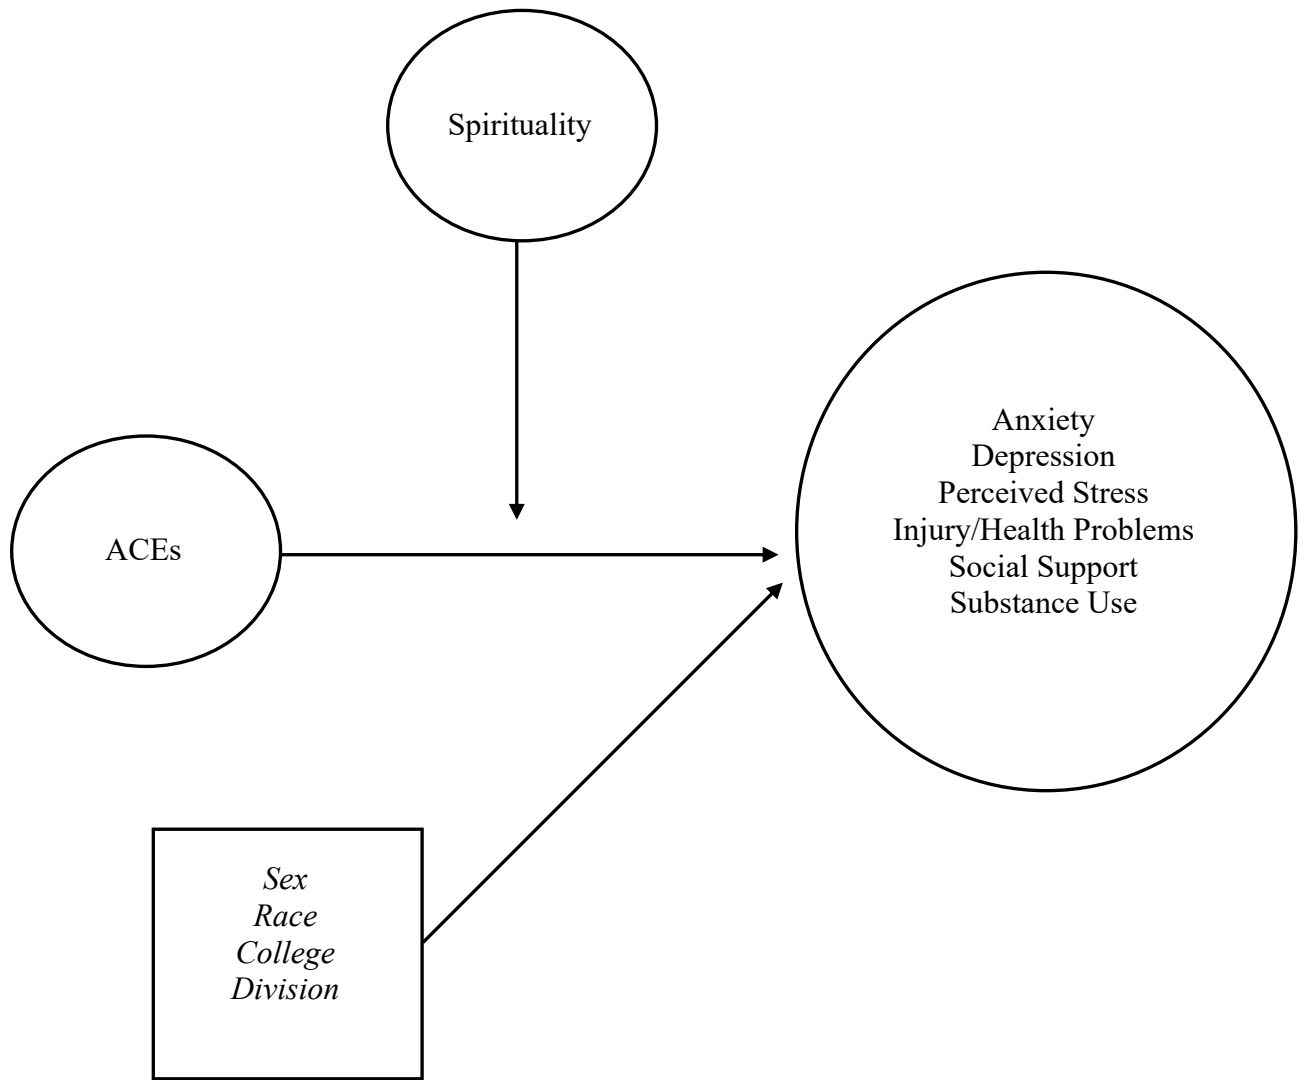 Spirituality
ACEs
Anxiety
Depression
Perceived Stress
Injury/Health Problems
Social Support
Substance Use
Sex
Race
College
Division